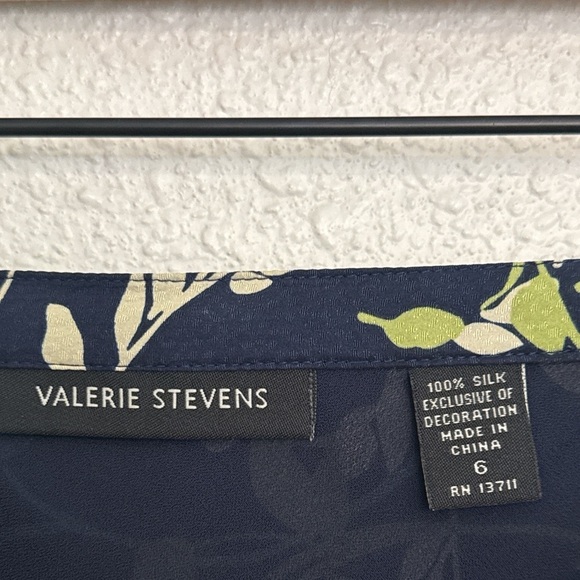 VALERIE STEVENS
100% SILK
EXCLUSIVE OF
DECORATION
MADE IN
CHINA
6
RN 13711